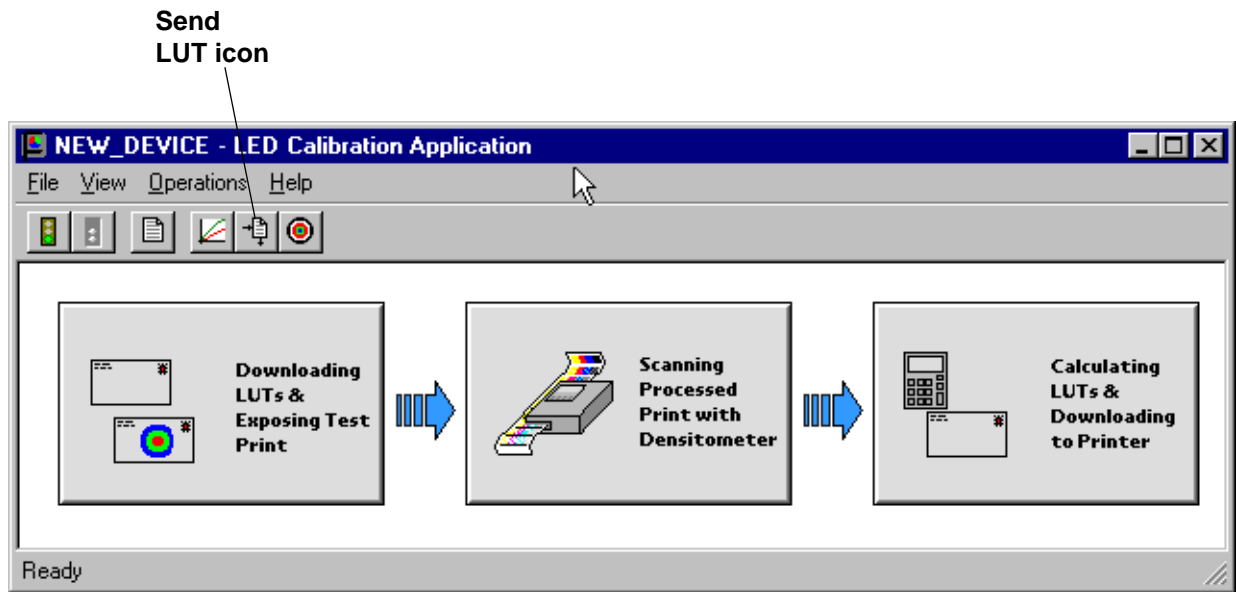 Send
LUT icon
NEW_DEVICE - LED Calibration Application
File View Operations Help
Downloading
LUTs &
Exposing Test
Print
Scanning
Processed
Print with
Densitometer
Calculating
LUTs &
Downloading
to Printer
Ready